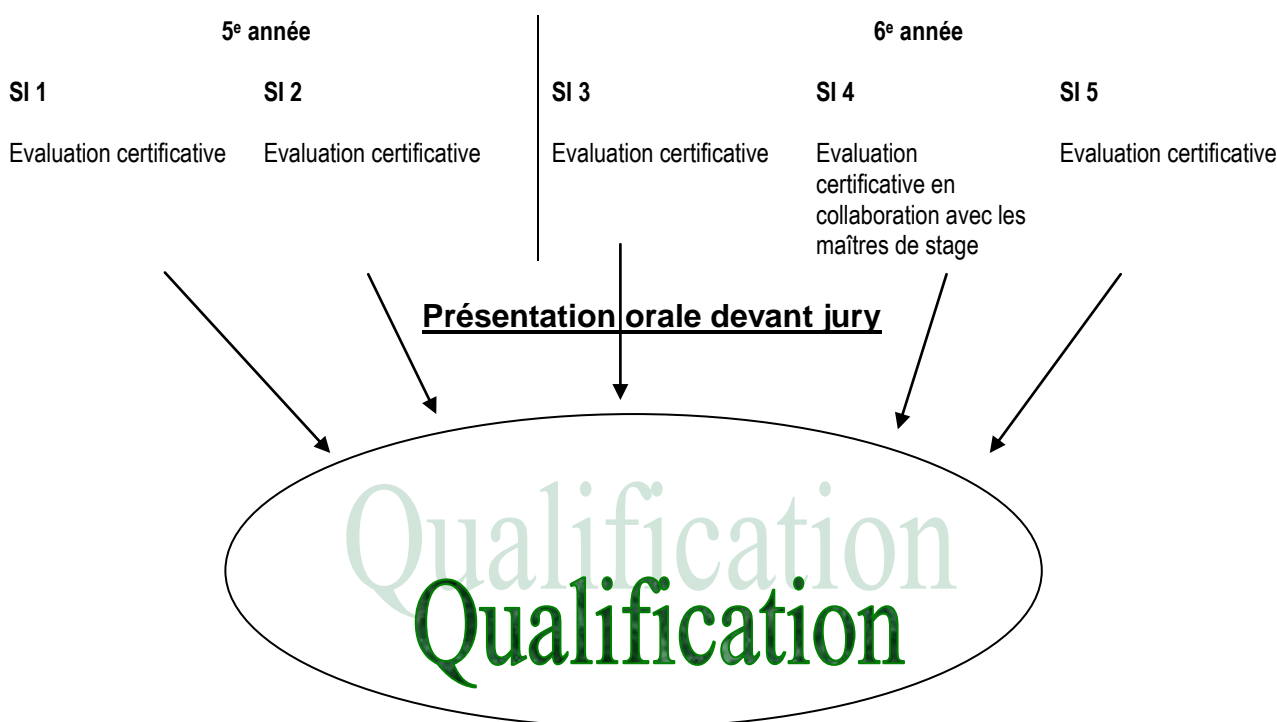 5e année 6e année
SI 1 SI 2 SI 3 SI 4 SI 5
Evaluation certificative Evaluation certificative Evaluation certificative Evaluation Evaluation certificative
certificative en
collaboration avec les
maîtres de stage
Présentation orale devant jury
Qualification
Qualification